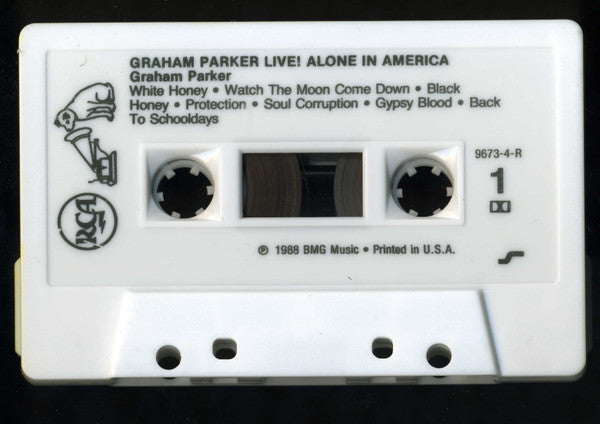 GRAHAM PARKER LIVE! ALONE IN AMERICA
Graham Parker
White Honey • Watch The Moon Come Down • Black
Honey • Protection • Soul Corruption • Gypsy Blood • Back
To Schooldays
9673-4-R
1
RCA
℗ 1988 BMG Music • Printed in U.S.A.